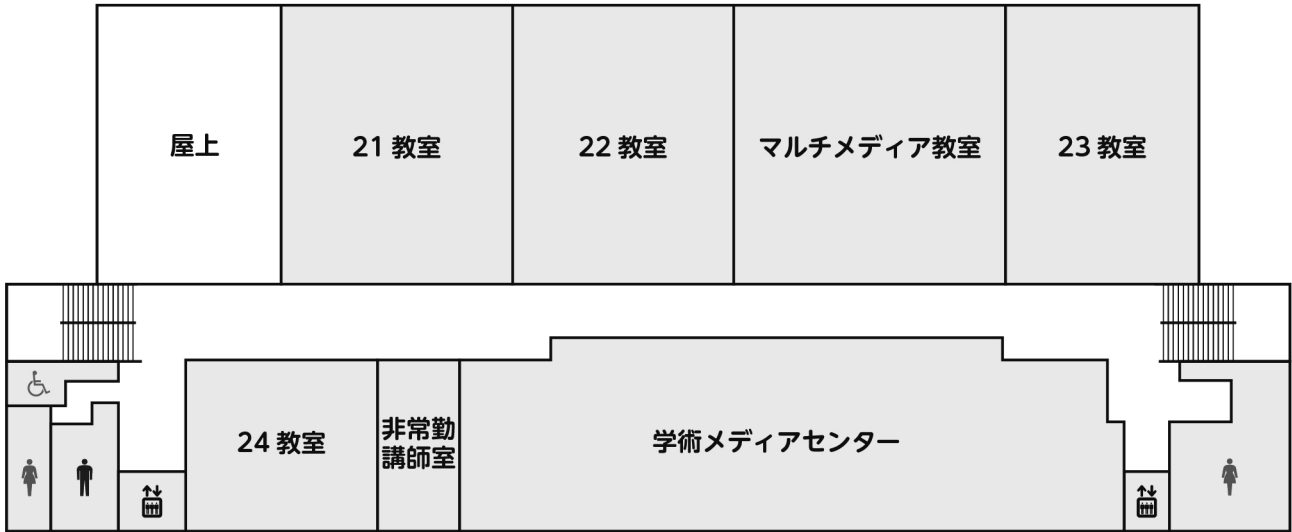 屋上
21 教室
22 教室
マルチメディア教室
23 教室
24 教室
非常勤
講師室
学術メディアセンター